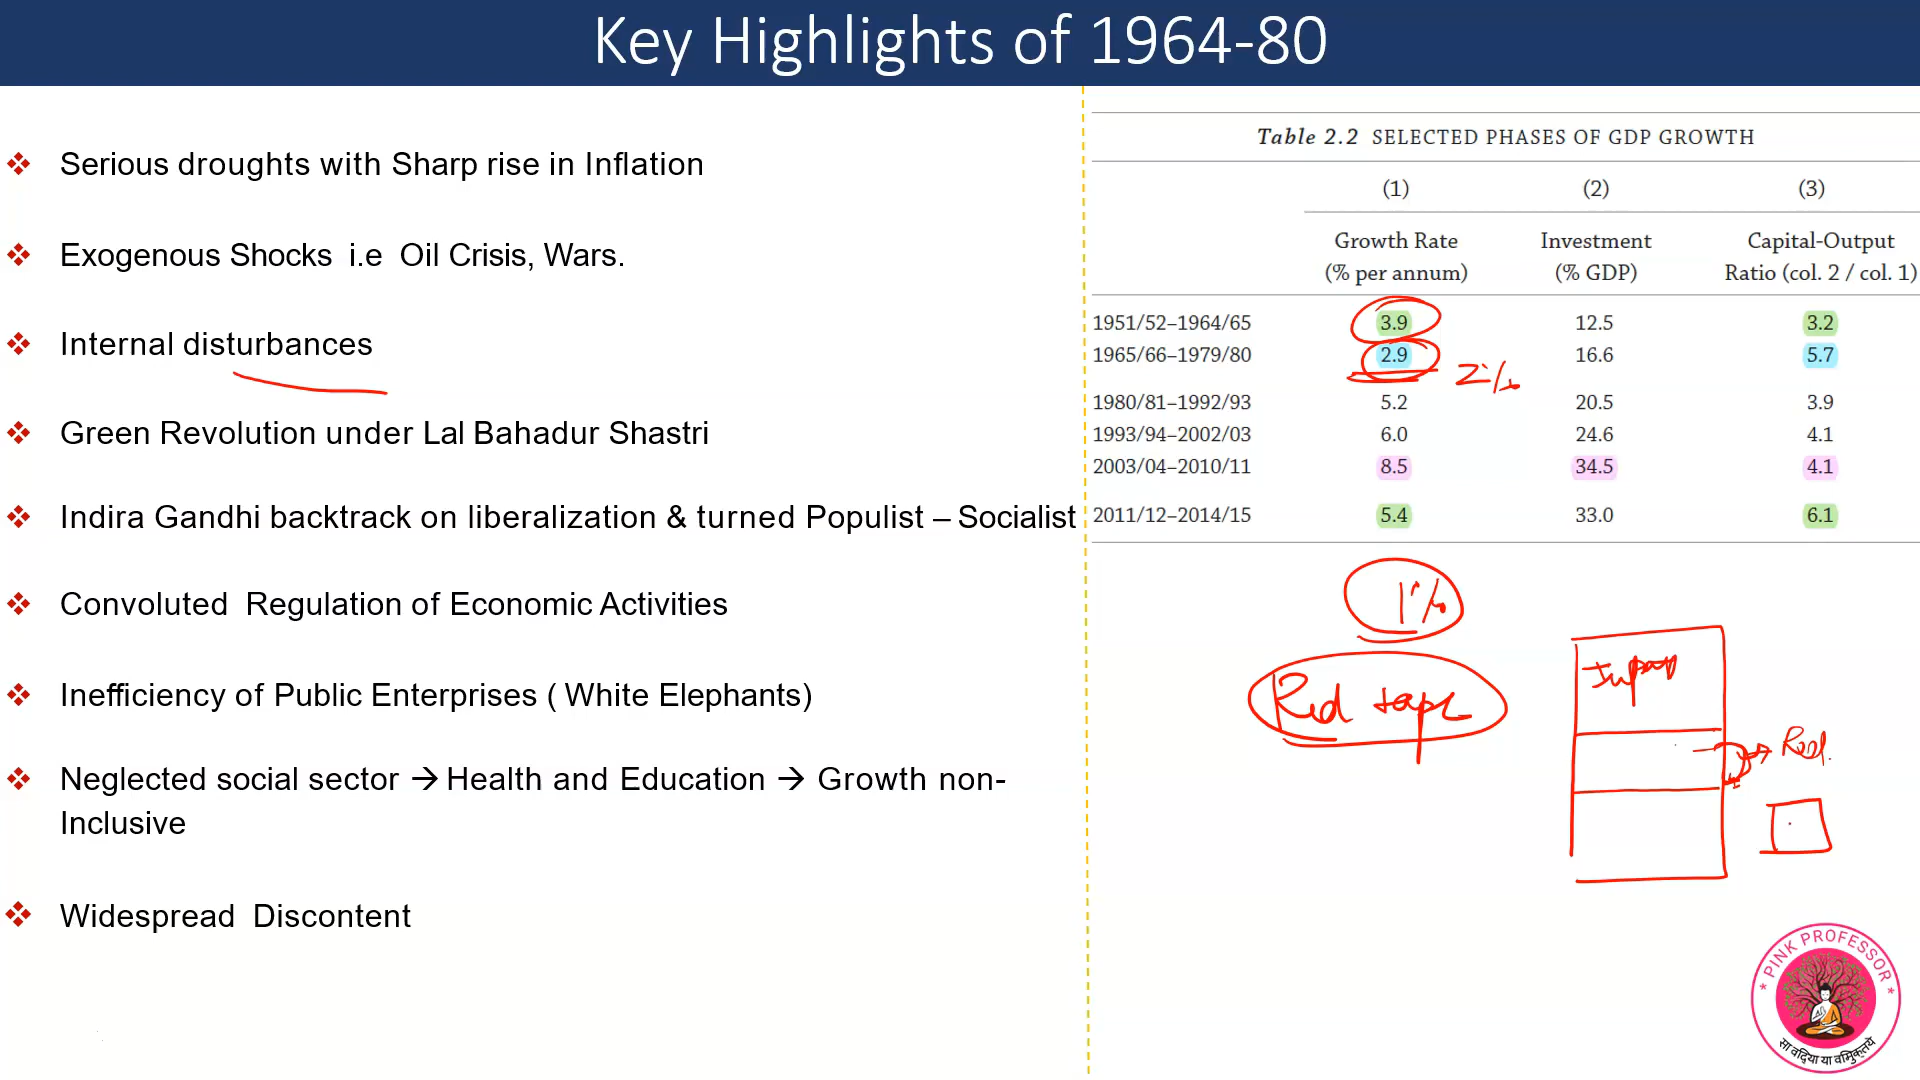 Key Highlights of 1964-80
Serious droughts with Sharp rise in Inflation
Exogenous Shocks i.e Oil Crisis, Wars.
Internal disturbances
Green Revolution under Lal Bahadur Shastri
Indira Gandhi backtrack on liberalization & turned Populist – Socialist
Convoluted Regulation of Economic Activities
Inefficiency of Public Enterprises ( White Elephants)
Neglected social sector → Health and Education → Growth non-
Inclusive
Widespread Discontent
Table 2.2 SELECTED PHASES OF GDP GROWTH
(1) (2) (3)
Growth Rate Investment Capital-Output
(% per annum) (% GDP) Ratio (col. 2 / col. 1)
1951/52–1964/65 3.9 12.5 3.2
1965/66–1979/80 2.9 16.6 5.7
2%
1980/81–1992/93 5.2 20.5 3.9
1993/94–2002/03 6.0 24.6 4.1
2003/04–2010/11 8.5 34.5 4.1
2011/12–2014/15 5.4 33.0 6.1
1%
Red tape
Red.
* PINK PROFESSOR *
सा विद्या या विमुक्तये